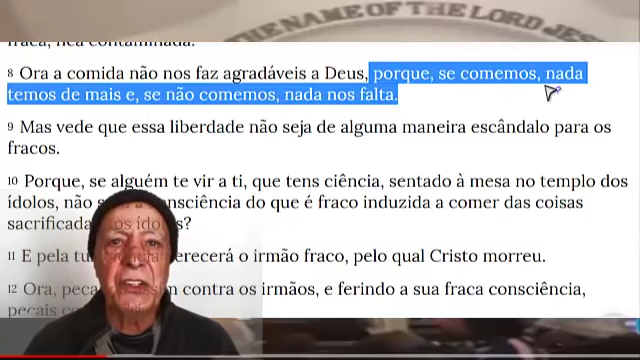 THE NAME OF THE LORD JES
fraca, fica contaminada.
8 Ora a comida não nos faz agradáveis a Deus, porque, se comemos, nada
temos de mais e, se não comemos, nada nos falta.
9 Mas vede que essa liberdade não seja de alguma maneira escândalo para os
fracos.
10 Porque, se alguém te vir a ti, que tens ciência, sentado à mesa no templo dos
ídolos, não consciência do que é fraco induzida a comer das coisas
sacrificadas os ídolos?
11 E pela tua perecerá o irmão fraco, pelo qual Cristo morreu.
12 Ora, contra os irmãos, e ferindo a sua fraca consciência,
pecais